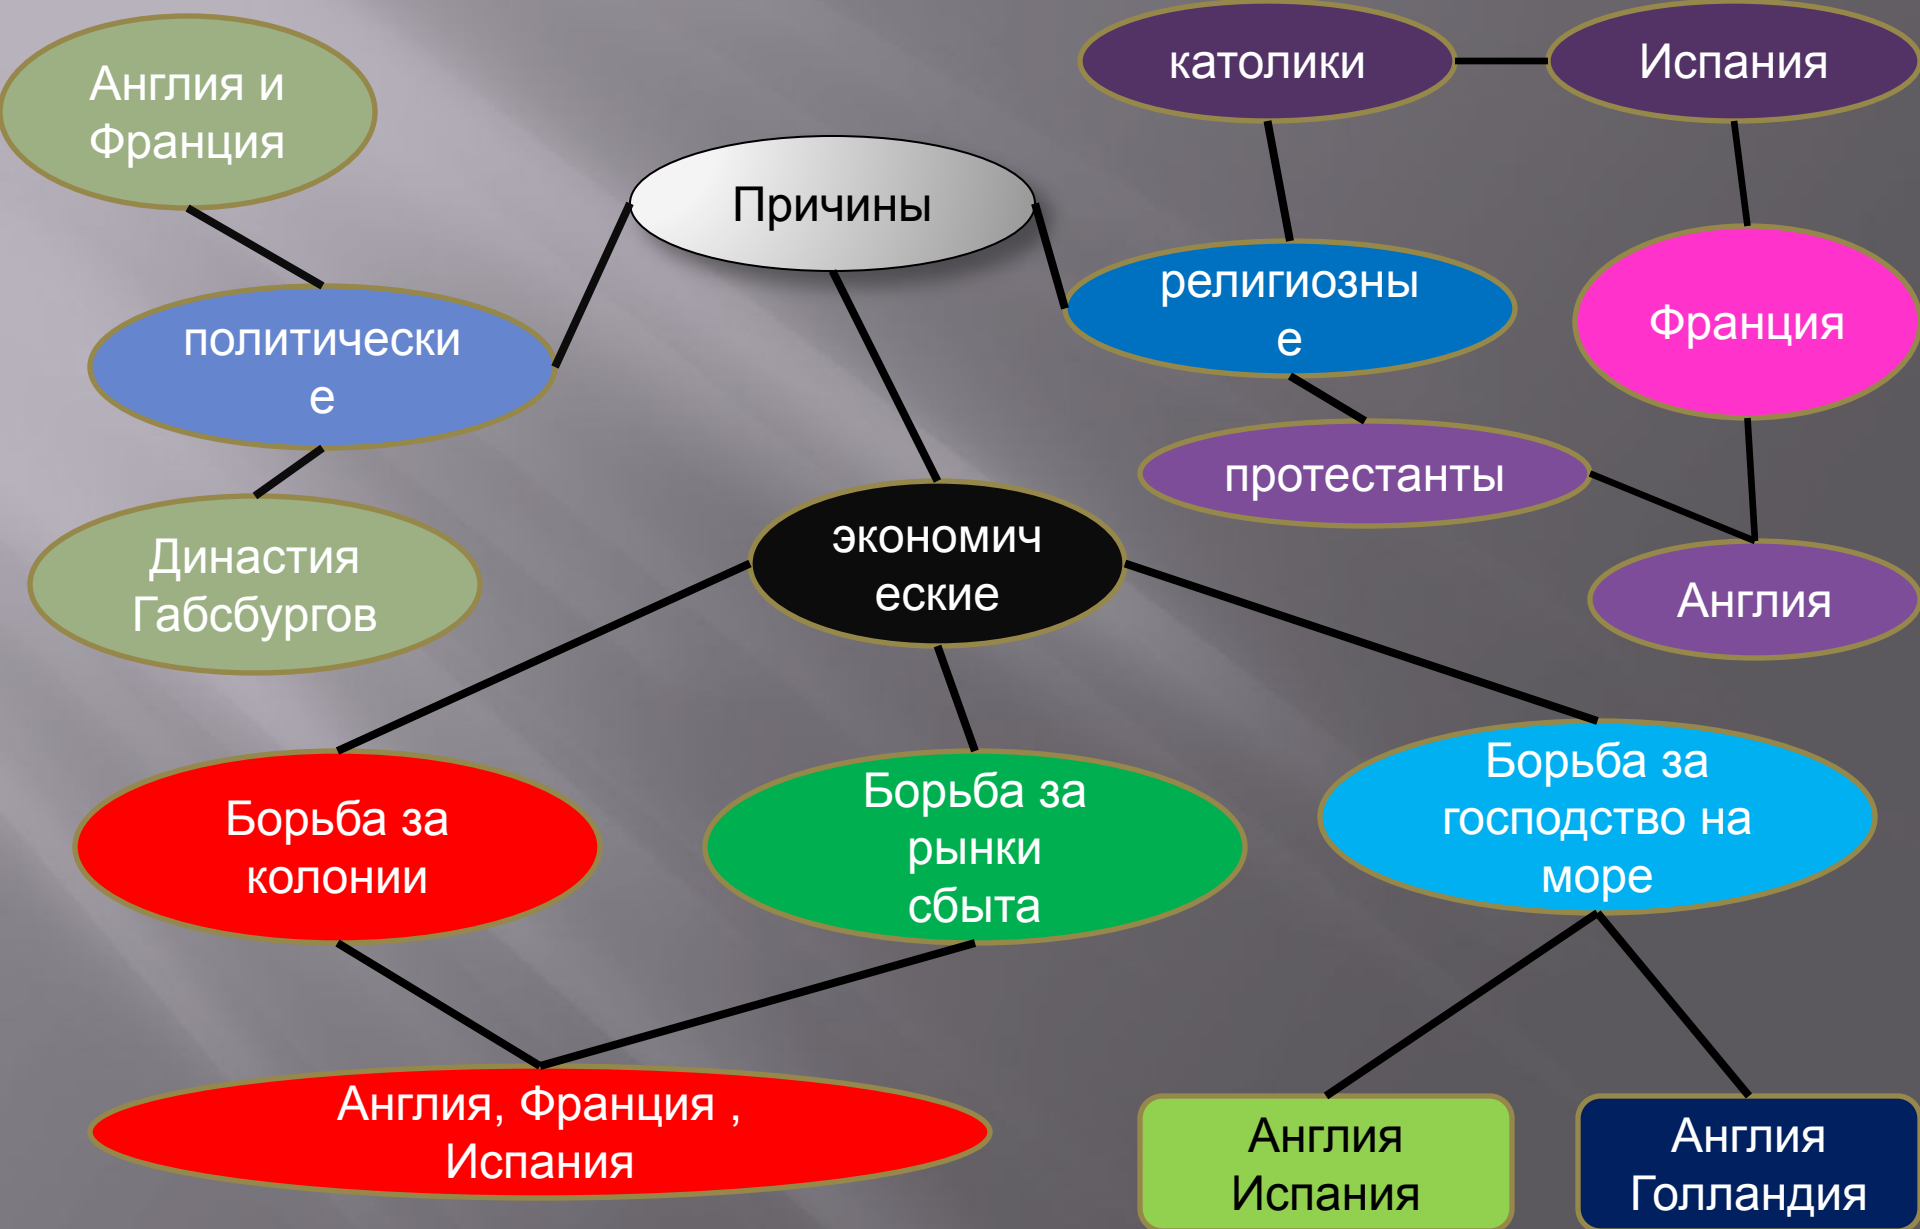 Англия и
Франция
католики
Испания
Причины
религиозны
е
Франция
политически
е
протестанты
экономич
еские
Династия
Габсбургов
Англия
Борьба за
колонии
Борьба за
рынки
сбыта
Борьба за
господство на
море
Англия, Франция ,
Испания
Англия
Испания
Англия
Голландия